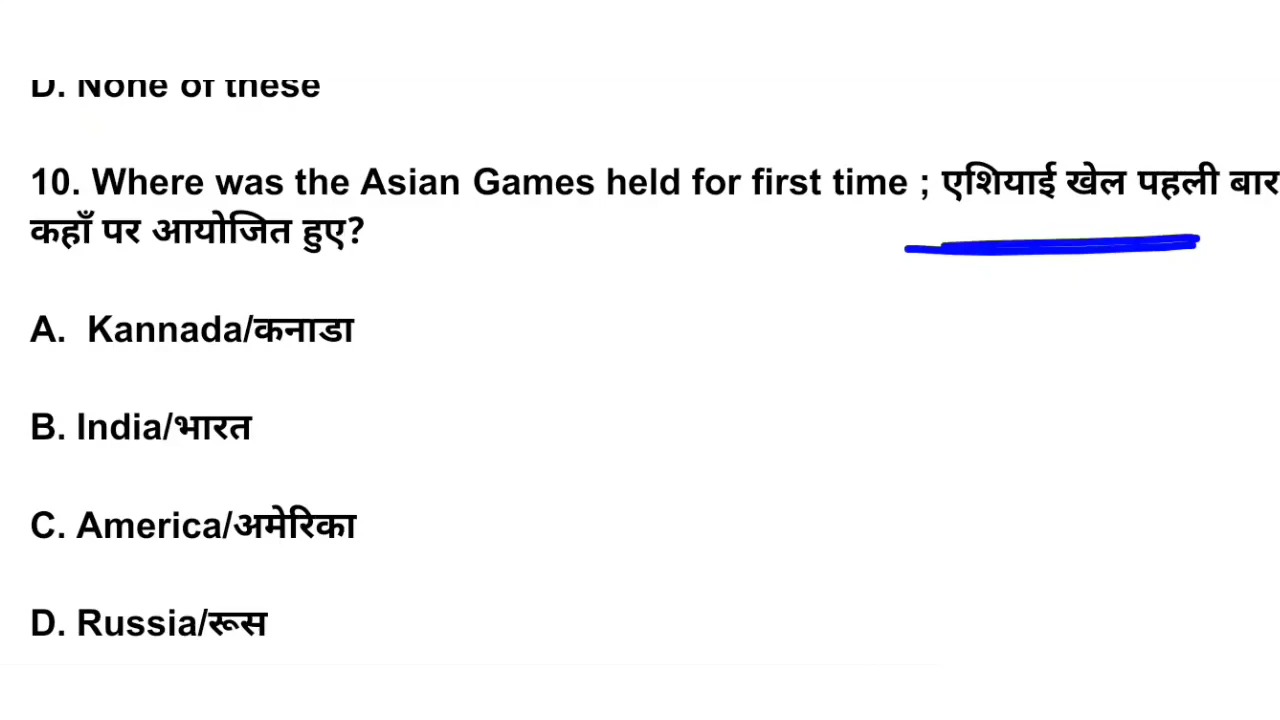 D. None of these
10. Where was the Asian Games held for first time ; एशियाई खेल पहली बार
कहाँ पर आयोजित हुए?
A. Kannada/कनाडा
B. India/भारत
C. America/अमेरिका
D. Russia/रूस